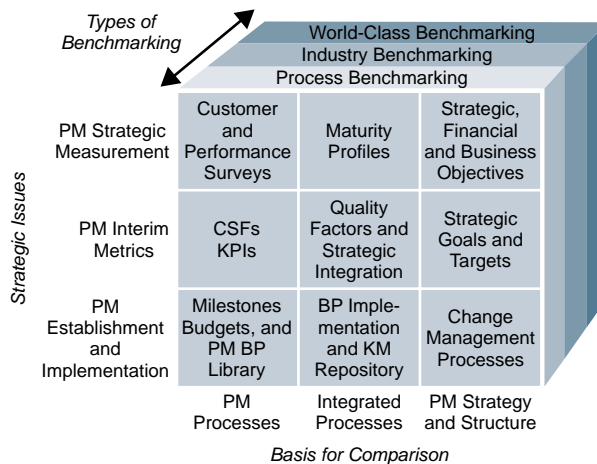 Types of
Benchmarking
World-Class Benchmarking
Industry Benchmarking
Process Benchmarking
Strategic Issues
PM Strategic
Measurement
Customer
and
Performance
Surveys
Maturity
Profiles
Strategic,
Financial
and Business
Objectives
PM Interim
Metrics
CSFs
KPIs
Quality
Factors and
Strategic
Integration
Strategic
Goals and
Targets
PM
Establishment
and
Implementation
Milestones
Budgets, and
PM BP
Library
BP Imple-
mentation
and KM
Repository
Change
Management
Processes
PM
Processes
Integrated
Processes
PM Strategy
and Structure
Basis for Comparison